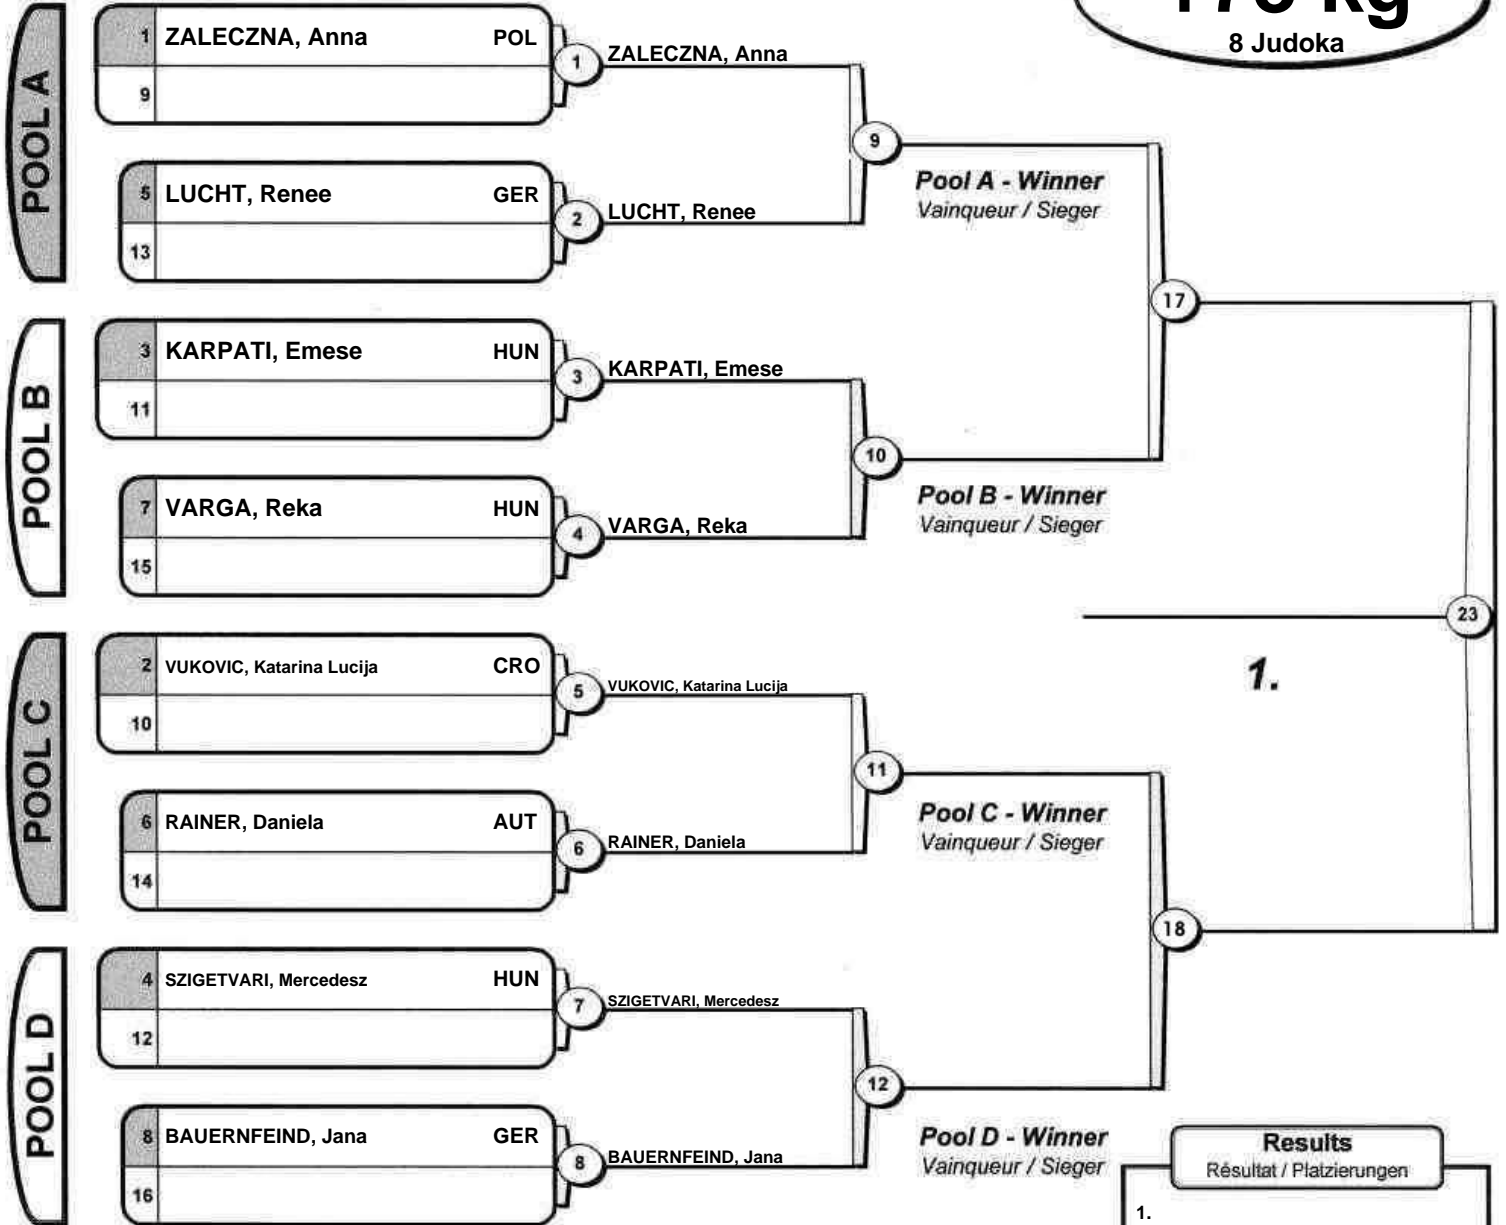 8 Judoka
POOL A
1 ZALECZNA, Anna POL
9
1 ZALECZNA, Anna
9
5 LUCHT, Renee GER
13
2 LUCHT, Renee
Pool A - Winner
Vainqueur / Sieger
17
POOL B
3 KARPATI, Emese HUN
11
3 KARPATI, Emese
10
7 VARGA, Reka HUN
15
4 VARGA, Reka
Pool B - Winner
Vainqueur / Sieger
23
1.
POOL C
2 VUKOVIC, Katarina Lucija CRO
10
5 VUKOVIC, Katarina Lucija
11
6 RAINER, Daniela AUT
14
6 RAINER, Daniela
Pool C - Winner
Vainqueur / Sieger
18
POOL D
4 SZIGETVARI, Mercedesz HUN
12
7 SZIGETVARI, Mercedesz
12
8 BAUERNFEIND, Jana GER
16
8 BAUERNFEIND, Jana
Pool D - Winner
Vainqueur / Sieger
Results
Résultat / Platzierungen
1.